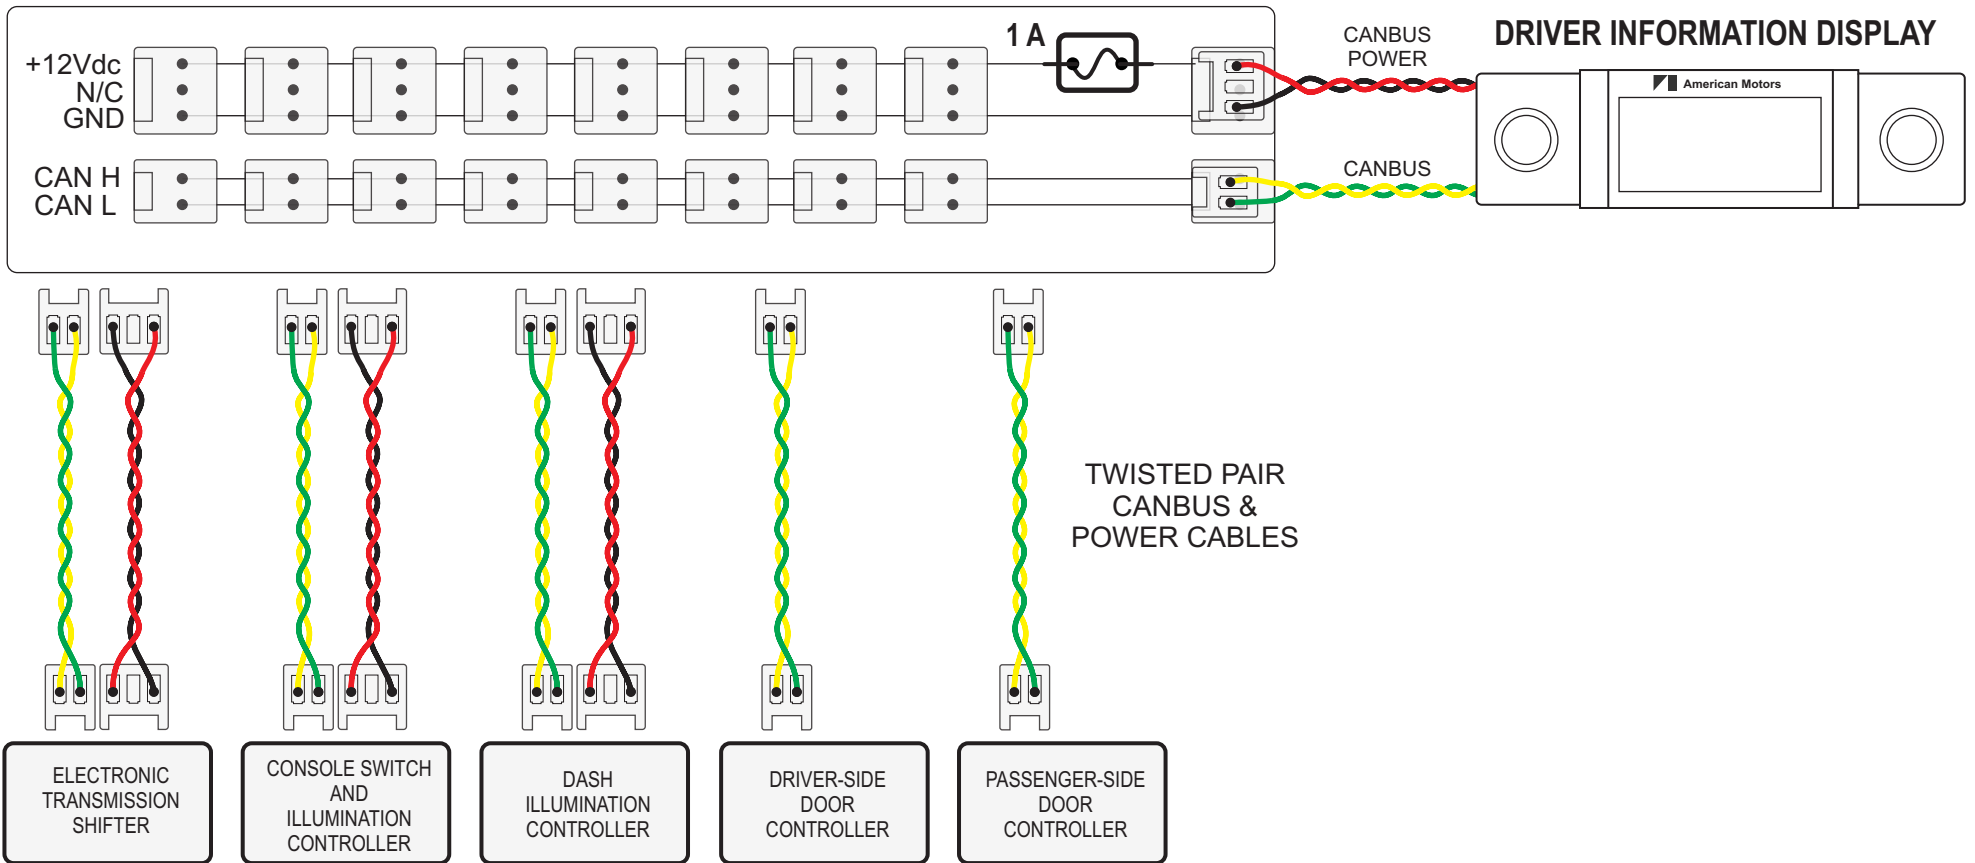 1 A
+12Vdc
N/C
GND
CAN H
CAN L
CANBUS
POWER
CANBUS
DRIVER INFORMATION DISPLAY
American Motors
TWISTED PAIR
CANBUS &
POWER CABLES
ELECTRONIC
TRANSMISSION
SHIFTER
CONSOLE SWITCH
AND
ILLUMINATION
CONTROLLER
DASH
ILLUMINATION
CONTROLLER
DRIVER-SIDE
DOOR
CONTROLLER
PASSENGER-SIDE
DOOR
CONTROLLER